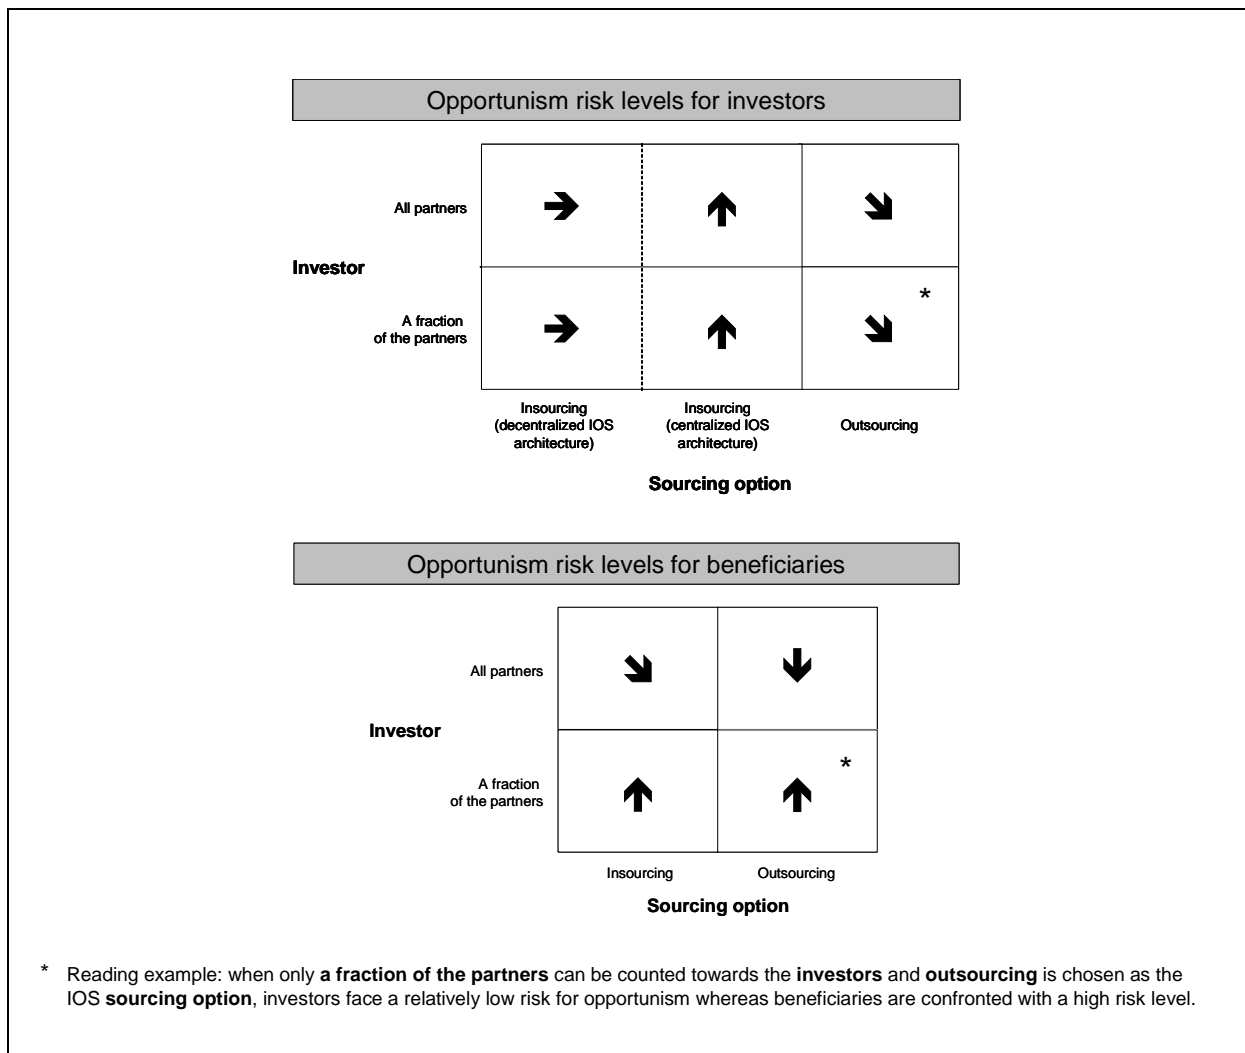 Opportunism risk levels for investors
All partners
Investor
*
A fraction
of the partners
Insourcing
(decentralized IOS
architecture)
Insourcing
(centralized IOS
architecture)
Outsourcing
Sourcing option
Opportunism risk levels for beneficiaries
All partners
Investor
*
A fraction
of the partners
Insourcing
Outsourcing
Sourcing option
* Reading example: when only a fraction of the partners can be counted towards the investors and outsourcing is chosen as the
IOS sourcing option, investors face a relatively low risk for opportunism whereas beneficiaries are confronted with a high risk level.